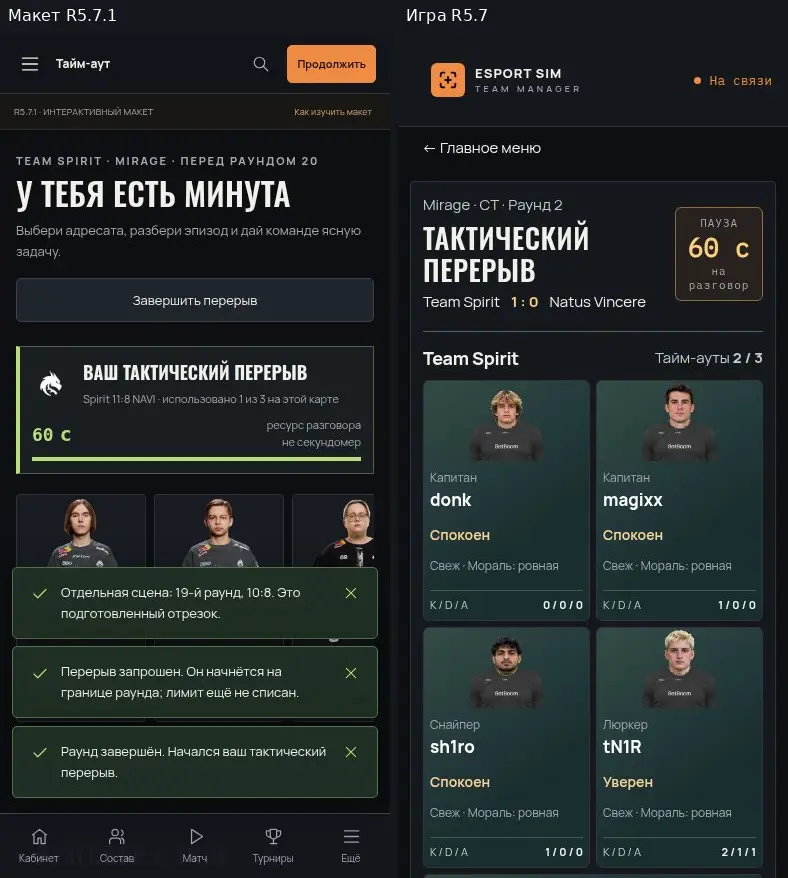 Макет R5.7.1
Тайм-аут
Продолжить
R5.7.1 · ИНТЕРАКТИВНЫЙ МАКЕТ
Как изучить макет
TEAM SPIRIT · MIRAGE · ПЕРЕД РАУНДОМ 20
У ТЕБЯ ЕСТЬ МИНУТА
Выбери адресата, разбери эпизод и дай команде ясную
задачу.
Завершить перерыв
ВАШ ТАКТИЧЕСКИЙ ПЕРЕРЫВ
Spirit 11:8 NAVI · использовано 1 из 3 на этой карте
60 с
ресурс разговора
не секундомер
Отдельная сцена: 19-й раунд, 10:8. Это
подготовленный отрезок.
Перерыв запрошен. Он начнётся на
границе раунда; лимит ещё не списан.
Раунд завершён. Начался ваш тактический
перерыв.
Кабинет
Состав
Матч
Турниры
Ещё
Игра R5.7
ESPORT SIM
TEAM MANAGER
На связи
← Главное меню
Mirage · CT · Раунд 2
ТАКТИЧЕСКИЙ
ПЕРЕРЫВ
Team Spirit 1 : 0 Natus Vincere
ПАУЗА
60 с
на
разговор
Team Spirit
Тайм-ауты 2 / 3
BetBoom
Капитан
donk
Спокоен
Свеж · Мораль: ровная
K/D/A 0/0/0
BetBoom
Капитан
magixx
Спокоен
Свеж · Мораль: ровная
K/D/A 1/0/0
BetBoom
Снайпер
sh1ro
Спокоен
Свеж · Мораль: ровная
K/D/A 1/0/0
BetBoom
Люркер
tN1R
Уверен
Свеж · Мораль: ровная
K/D/A 2/1/1